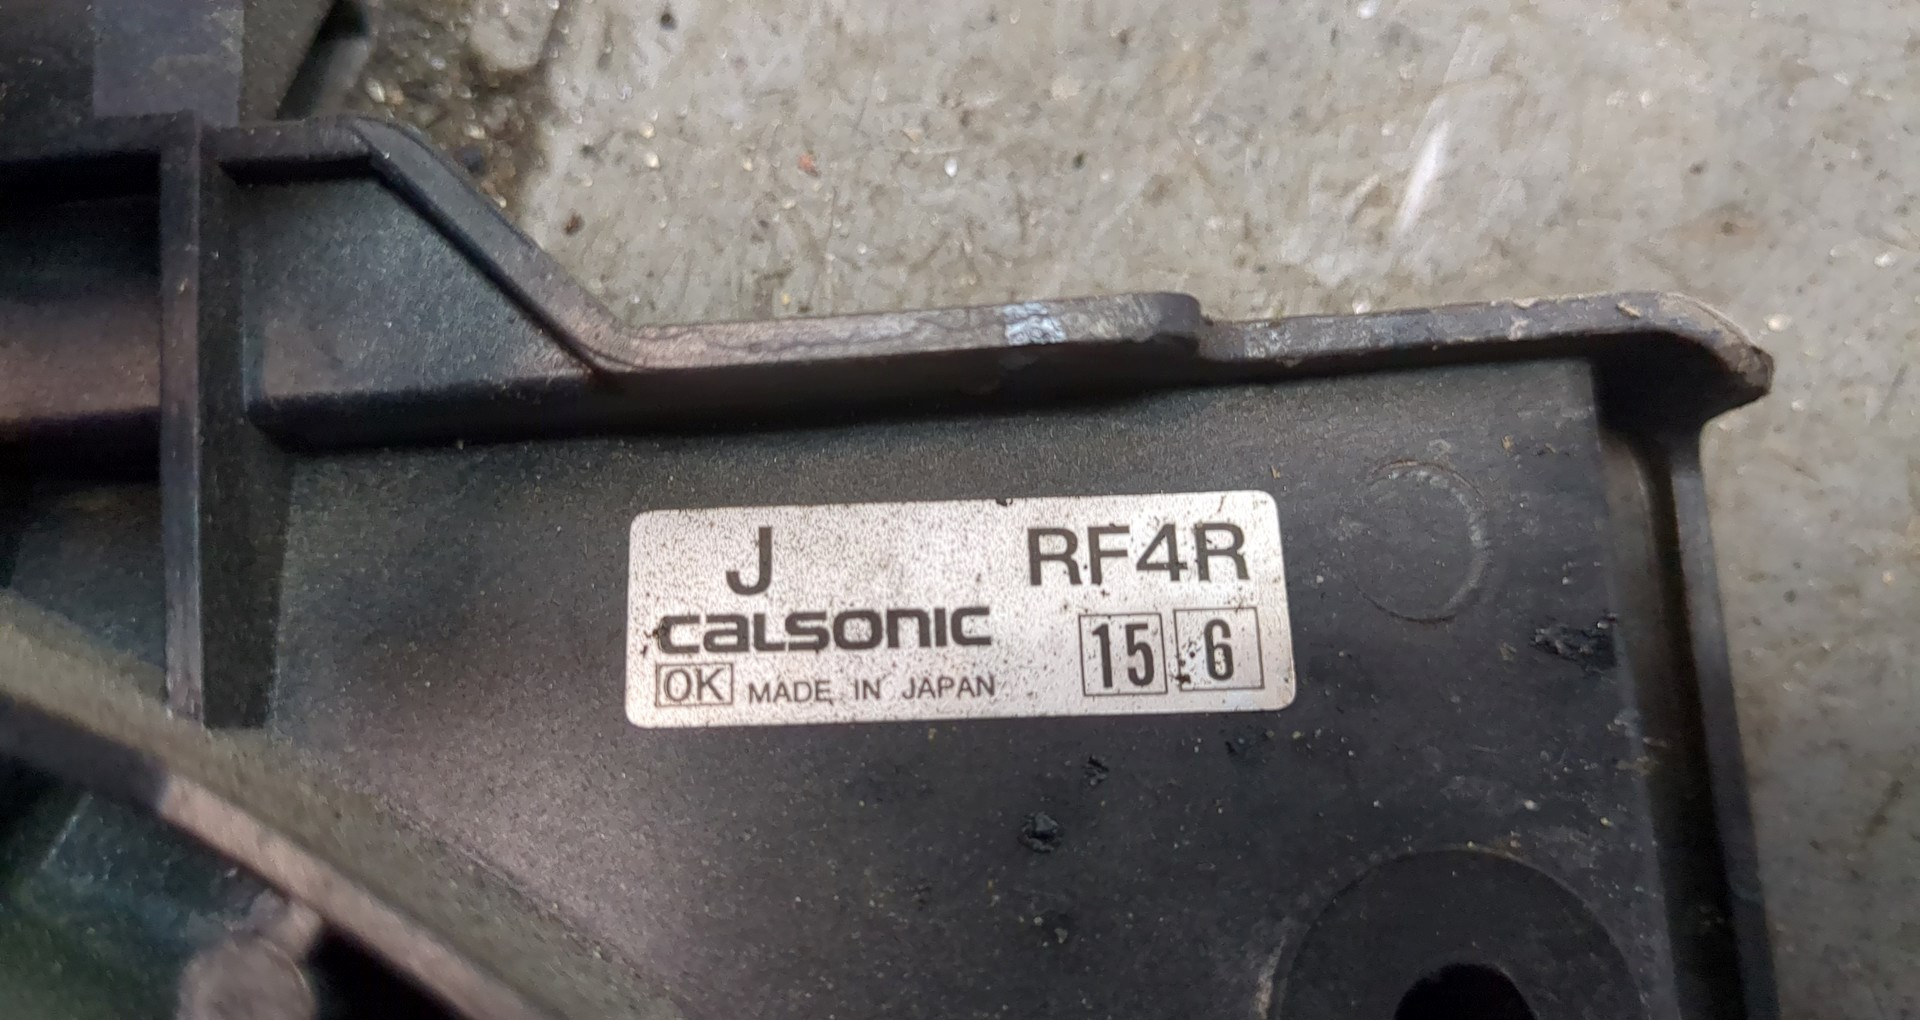 J RF4R
CALSONIC 15 6
OK MADE IN JAPAN